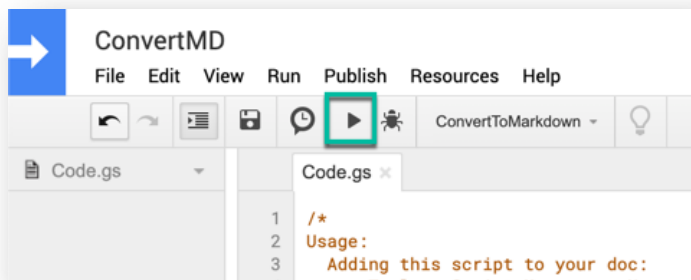 ConvertMD
File Edit View Run Publish Resources Help
ConvertToMarkdown
Code.gs
Code.gs ×
1 /*
2 Usage:
3 Adding this script to your doc: